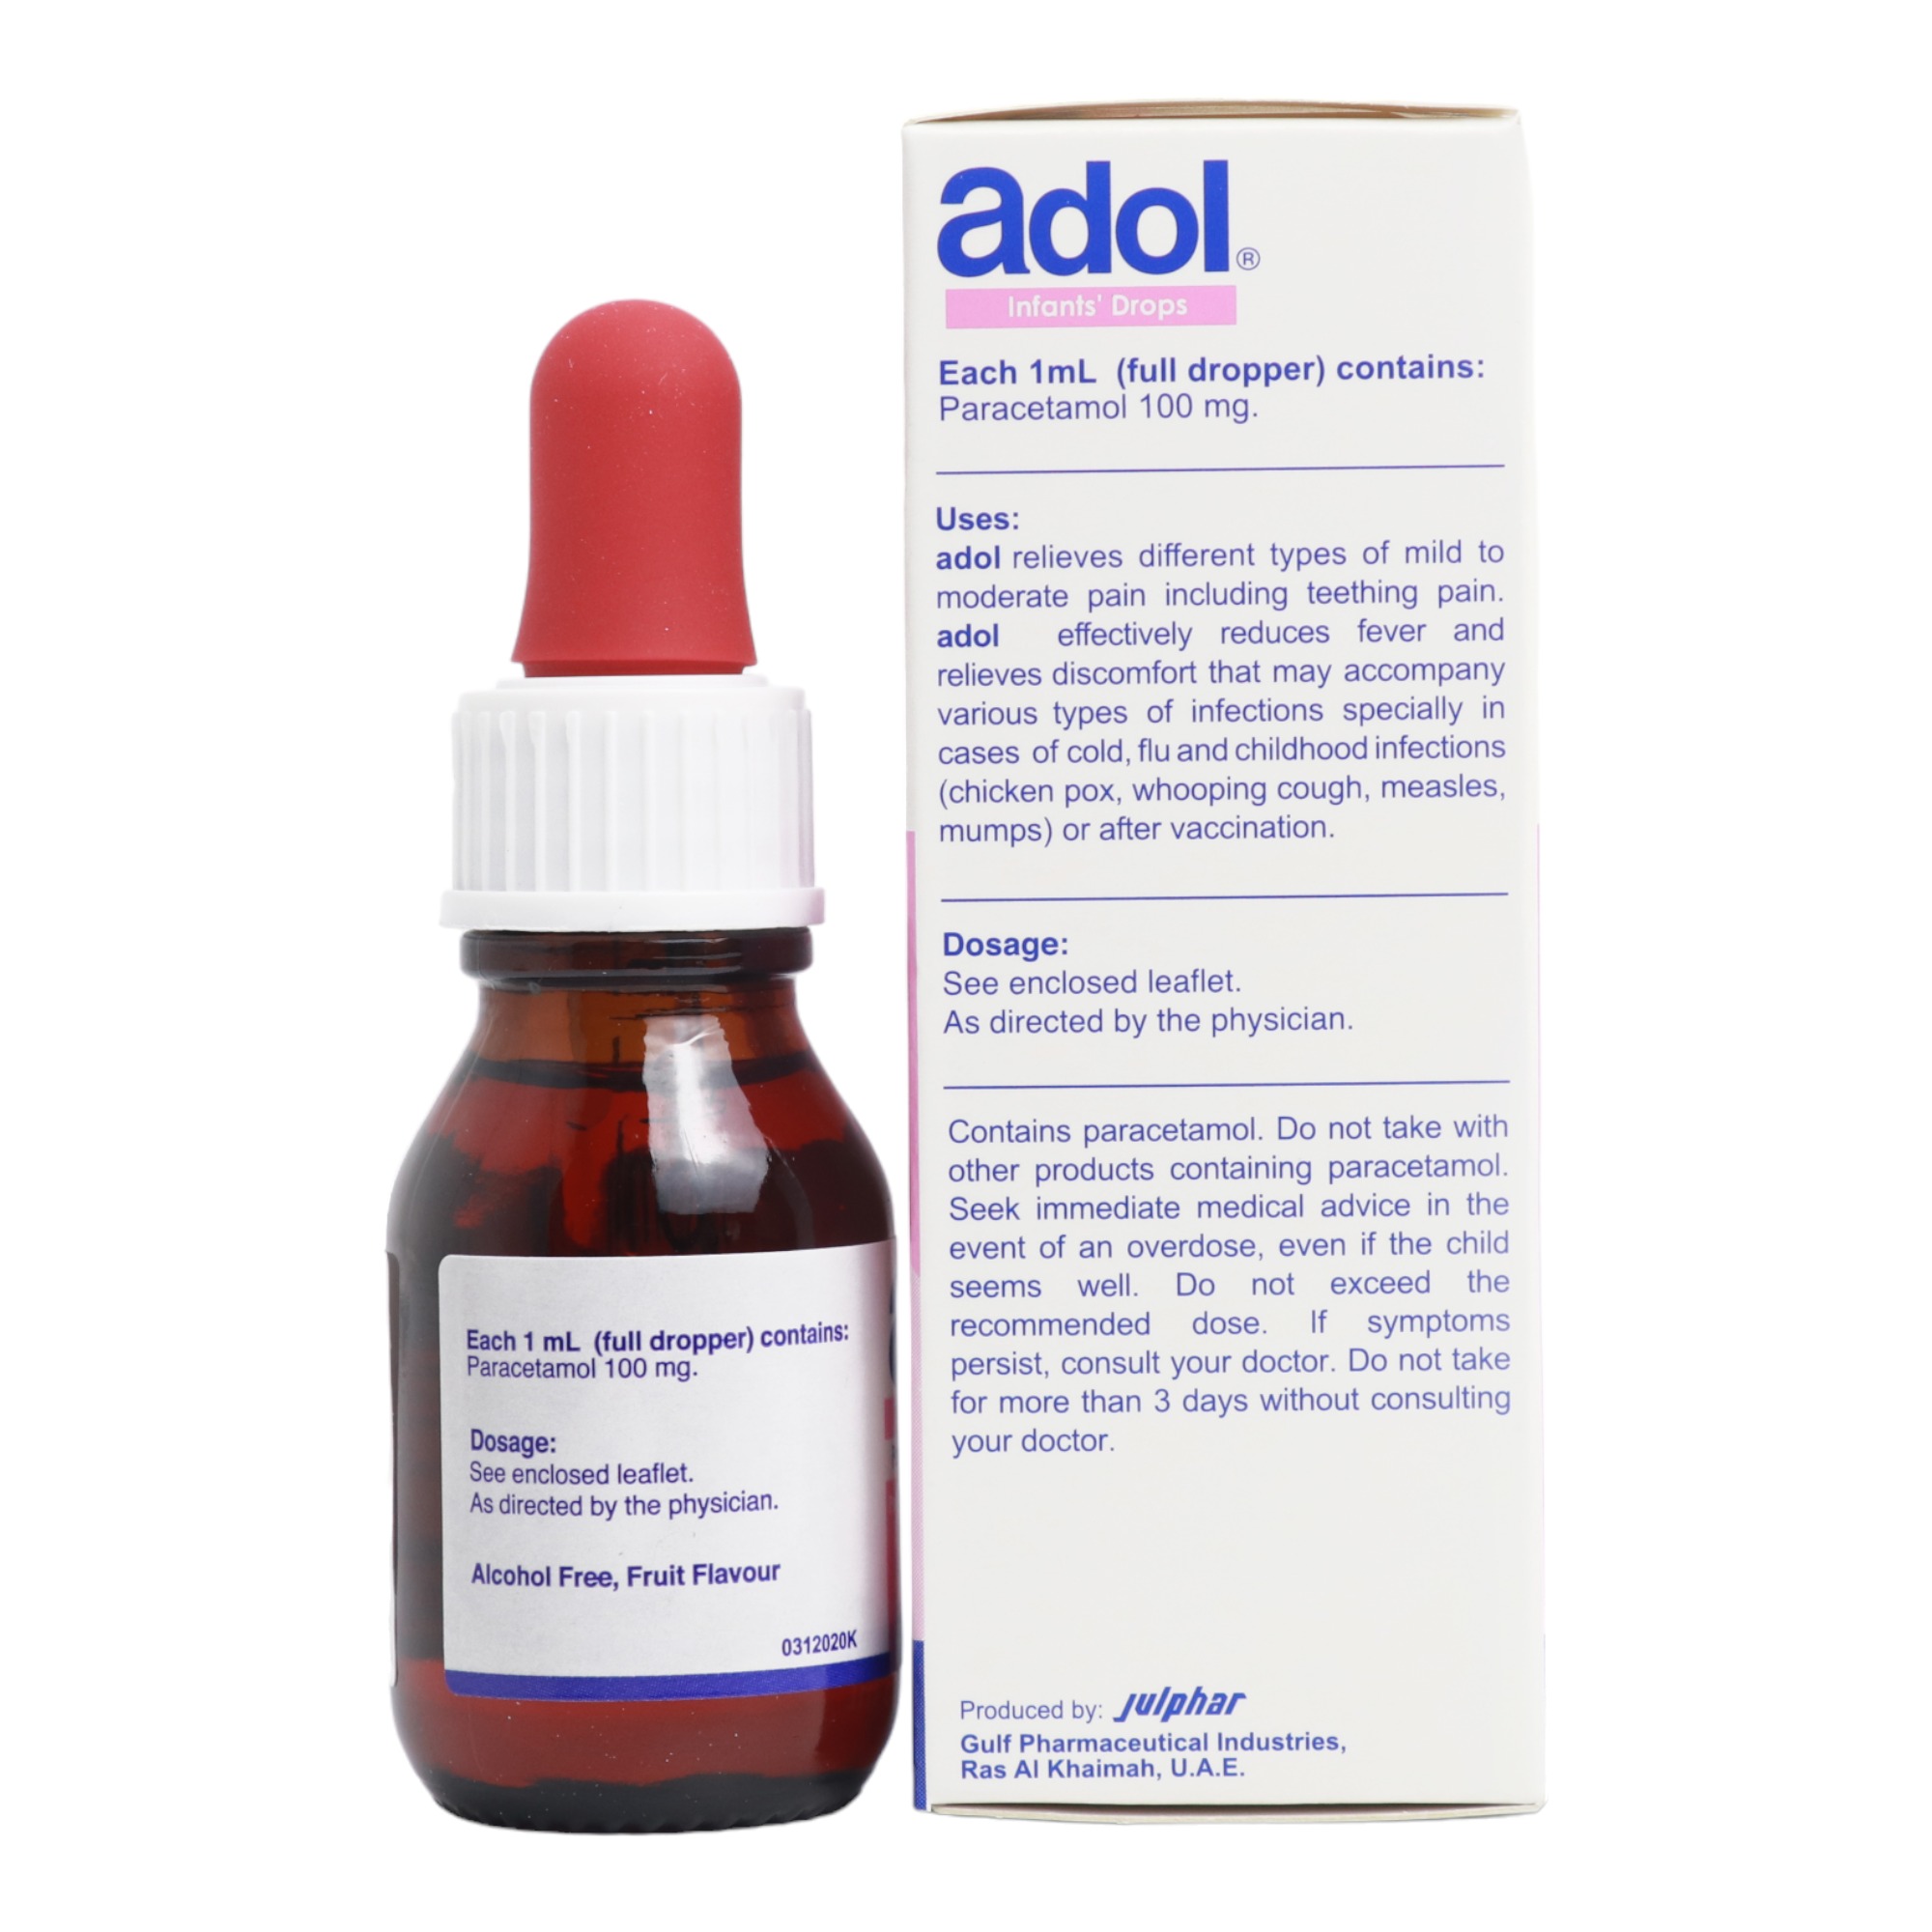 adol®
Infants' Drops
Each 1mL (full dropper) contains:
Paracetamol 100 mg.
Uses:
adol relieves different types of mild to
moderate pain including teething pain.
adol effectively reduces fever and
relieves discomfort that may accompany
various types of infections specially in
cases of cold, flu and childhood infections
(chicken pox, whooping cough, measles,
mumps) or after vaccination.
Dosage:
See enclosed leaflet.
As directed by the physician.
Contains paracetamol. Do not take with
other products containing paracetamol.
Seek immediate medical advice in the
event of an overdose, even if the child
seems well. Do not exceed the
recommended dose. If symptoms
persist, consult your doctor. Do not take
for more than 3 days without consulting
your doctor.
Produced by: julphar
Gulf Pharmaceutical Industries,
Ras Al Khaimah, U.A.E.
Each 1 mL (full dropper) contains:
Paracetamol 100 mg.
Dosage:
See enclosed leaflet.
As directed by the physician.
Alcohol Free, Fruit Flavour
0312020K